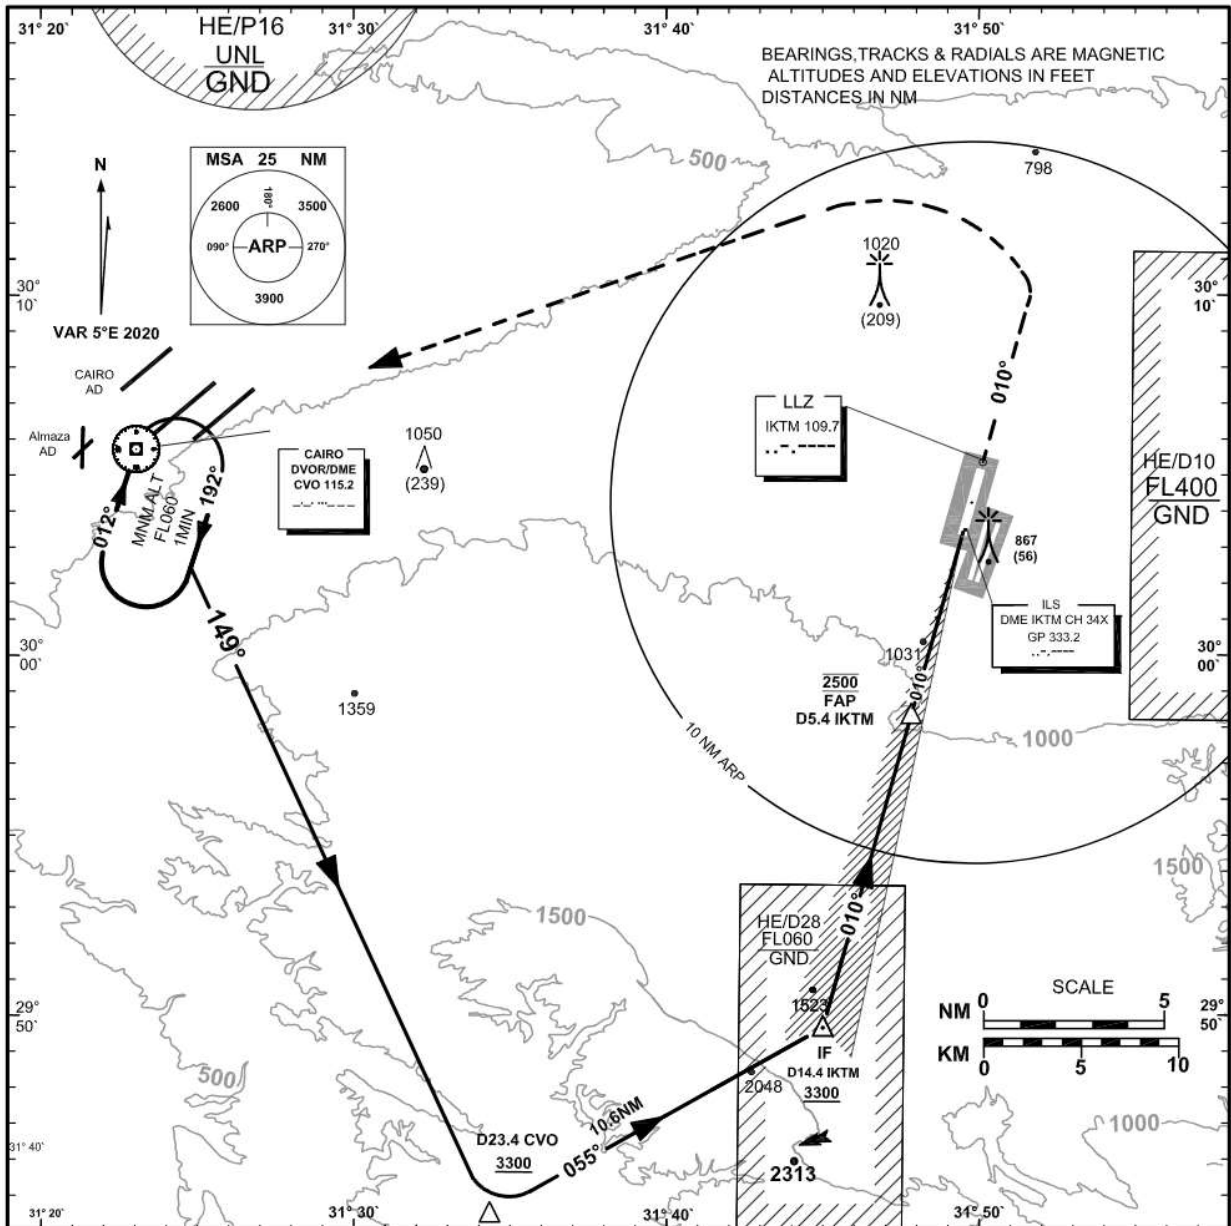 31° 20`
31° 30`
31° 40`
31° 50`
HE/P16
UNL
GND
BEARINGS,TRACKS & RADIALS ARE MAGNETIC
ALTITUDES AND ELEVATIONS IN FEET
DISTANCES IN NM
MSA 25 NM
2600
180°
3500
090°
ARP
270°
3900
N
VAR 5°E 2020
500
798
1020
(209)
30°
10`
30°
10`
CAIRO
AD
Almaza
AD
CAIRO
DVOR/DME
CVO 115.2
1050
(239)
LLZ
IKTM 109.7
010°
HE/D10
FL400
GND
867
(56)
012°
MNM ALT
FL060
1MIN
192°
149°
ILS
DME IKTM CH 34X
GP 333.2
30°
00`
30°
00`
1031
1359
2500
FAP
D5.4 IKTM
010°
1000
10 NM ARP
1500
1500
HE/D28
FL060
GND
010°
1523
SCALE
NM 0 5
KM
0 5 10
29°
50`
29°
50`
IF
D14.4 IKTM
3300
2048
500
1000
31° 40`
D23.4 CVO
3300
10.6NM
055°
2313
31° 20`
31° 30`
31° 40`
31° 50`